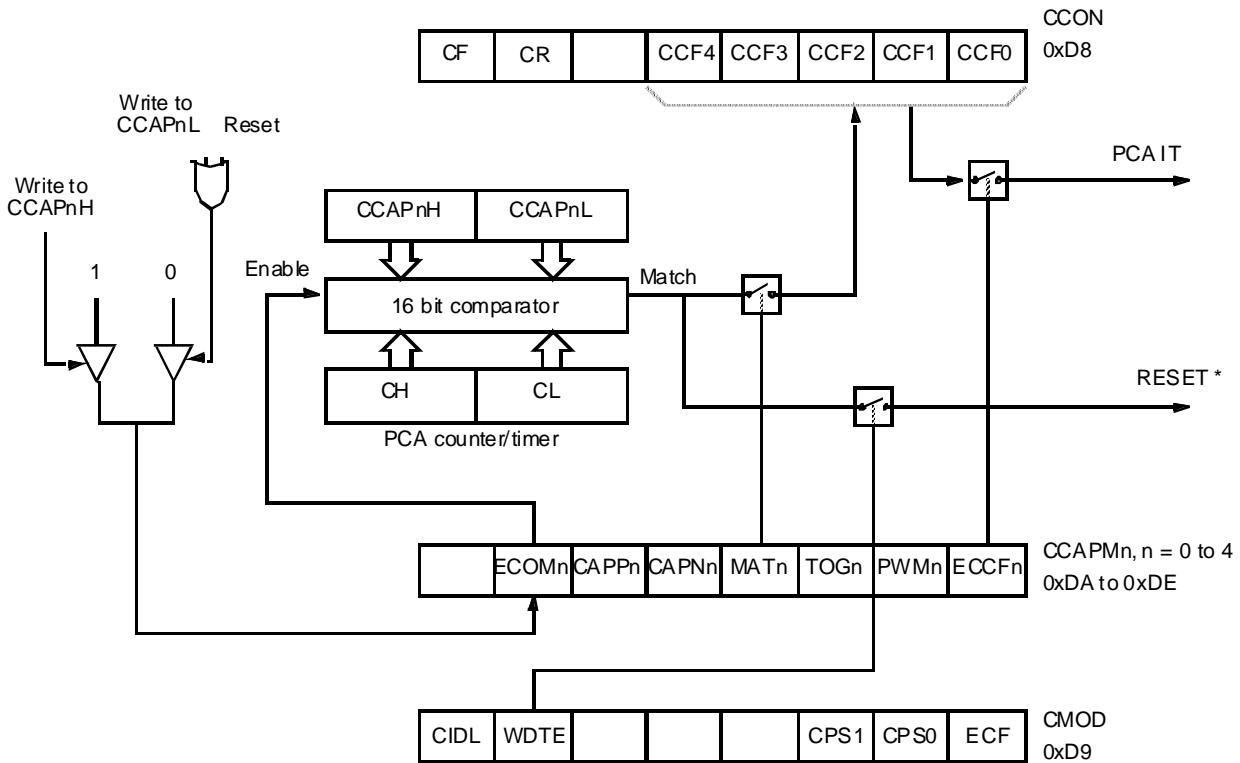 CCON
CF CR CCF4 CCF3 CCF2 CCF1 CCF0
0xD8
Write to
CCAPnL Reset
PCA IT
Write to
CCAPnH
CCAPnH CCAPnL
1 0
Enable
Match
16 bit comparator
CH CL
RESET *
PCA counter/timer
ECOMn CAPPn CAPNn MATn TOGn PWMn ECCFn
CCAPMn, n = 0 to 4
0xDA to 0xDE
CIDL WDTE CPS1 CPS0 ECF
CMOD
0xD9